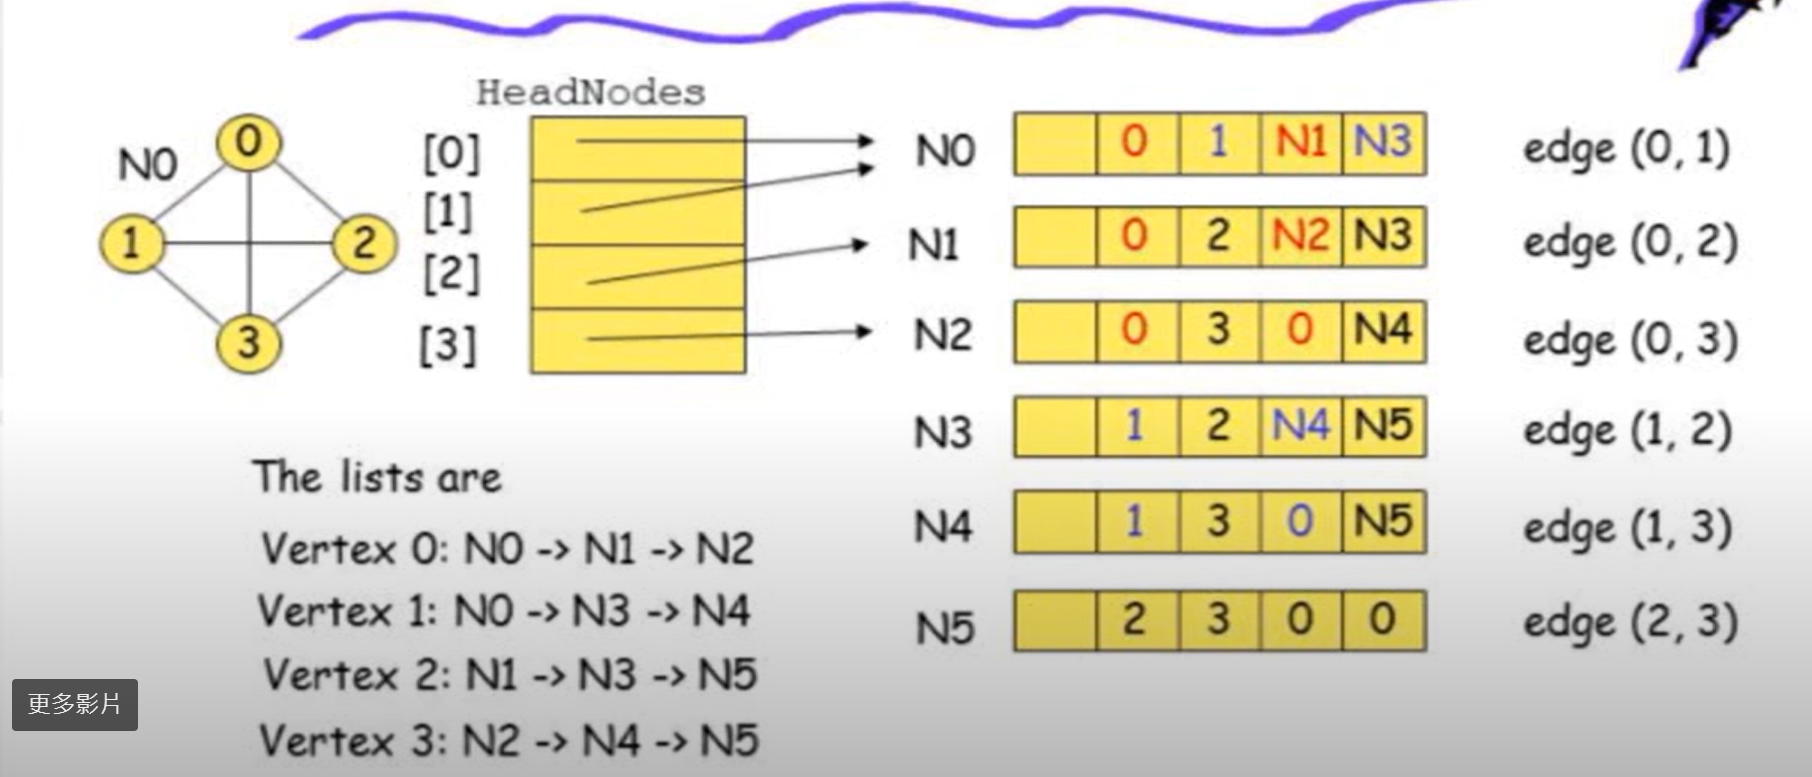 HeadNodes
N0
0
1
2
3
[0]
[1]
[2]
[3]
N0 0 1 N1 N3 edge (0, 1)
N1 0 2 N2 N3 edge (0, 2)
N2 0 3 0 N4 edge (0, 3)
N3 1 2 N4 N5 edge (1, 2)
N4 1 3 0 N5 edge (1, 3)
N5 2 3 0 0 edge (2, 3)
The lists are
Vertex 0: N0 -> N1 -> N2
Vertex 1: N0 -> N3 -> N4
Vertex 2: N1 -> N3 -> N5
Vertex 3: N2 -> N4 -> N5
更多影片